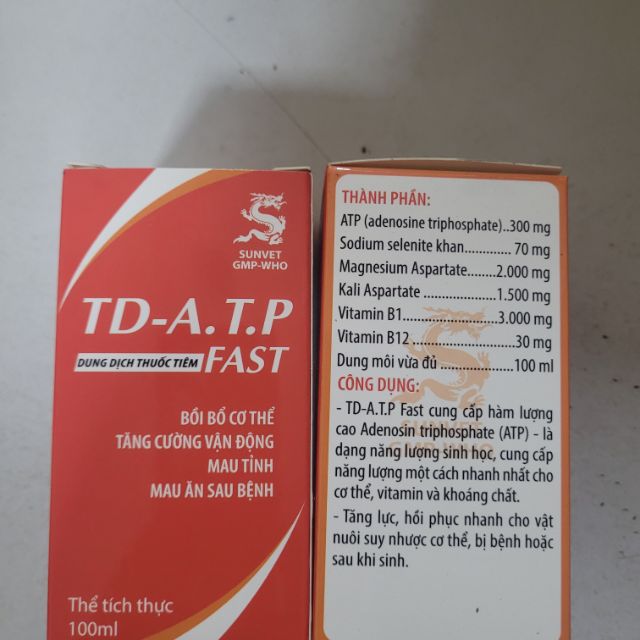 SUNVET
GMP-WHO
TD-A.T.P
DUNG DỊCH THUỐC TIÊM FAST
BỒI BỔ CƠ THỂ
TĂNG CƯỜNG VẬN ĐỘNG
MAU TỈNH
MAU ĂN SAU BỆNH
Thể tích thực
100ml
THÀNH PHẦN:
ATP (adenosine triphosphate)..300 mg
Sodium selenite khan............ 70 mg
Magnesium Aspartate.......2.000 mg
Kali Aspartate .....................1.500 mg
Vitamin B1.........................3.000 mg
Vitamin B12 ............................30 mg
Dung môi vừa đủ ..................100 ml
CÔNG DỤNG:
- TD-A.T.P Fast cung cấp hàm lượng
cao Adenosin triphosphate (ATP) - là
dạng năng lượng sinh học, cung cấp
năng lượng một cách nhanh nhất cho
cơ thể, vitamin và khoáng chất.
- Tăng lực, hồi phục nhanh cho vật
nuôi suy nhược cơ thể, bị bệnh hoặc
sau khi sinh.
SUNVET
GMP-WHO